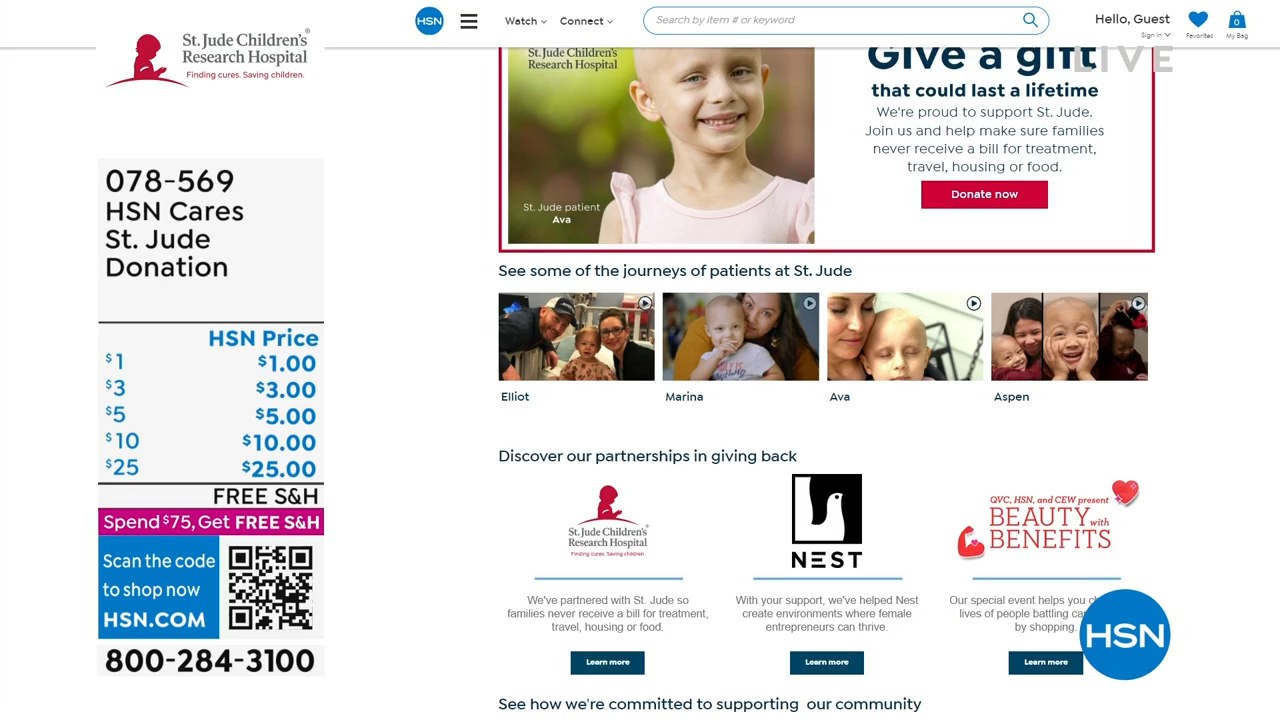 St. Jude Children's®
Research Hospital
Finding cures. Saving children.
078-569
HSN Cares
St. Jude
Donation
HSN Price
$1 $1.00
$3 $3.00
$5 $5.00
$10 $10.00
$25 $25.00
FREE S&H
Spend $75, Get FREE S&H
Scan the code
to shop now
HSN.COM
800-284-3100
HSN
Watch
Connect
Search by item # or keyword
Hello, Guest
Sign in
Favorites
0
My Bag
LIVE
St. Jude Children's
Research Hospital
St. Jude patient
Ava
Give a gift
that could last a lifetime
We're proud to support St. Jude.
Join us and help make sure families
never receive a bill for treatment,
travel, housing or food.
Donate now
See some of the journeys of patients at St. Jude
Elliot
Marina
Ava
Aspen
Discover our partnerships in giving back
St. Jude Children's
Research Hospital
Finding cures. Saving children.
We've partnered with St. Jude so
families never receive a bill for treatment,
travel, housing or food.
Learn more
NEST
With your support, we've helped Nest
create environments where female
entrepreneurs can thrive.
Learn more
QVC, HSN, and CEW present
BEAUTY with
BENEFITS
Our special event helps you
lives of people battling
by shopping.
Learn more
HSN
See how we're committed to supporting our community